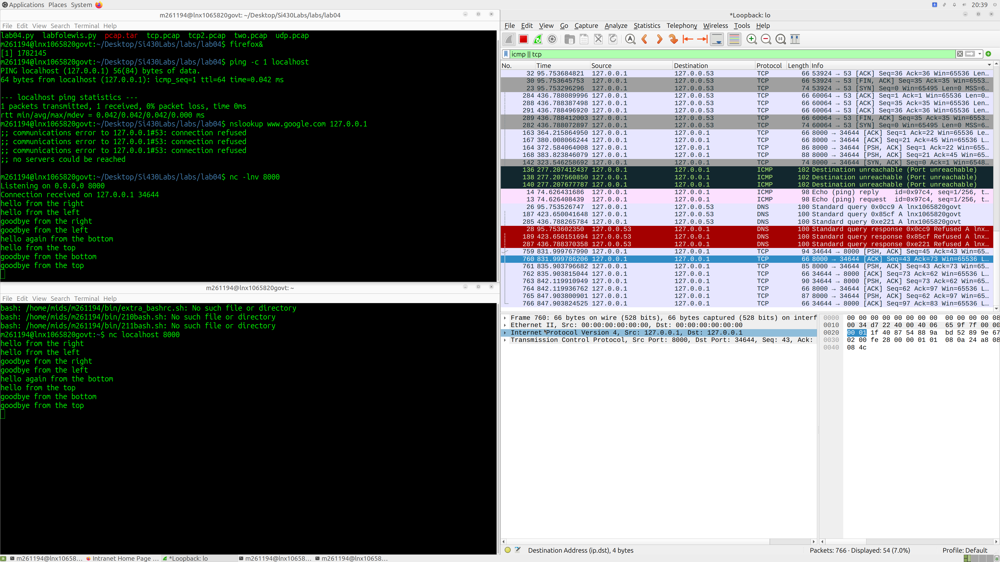 Applications Places System 20:39
m261194@lnx1065820govt: ~/Desktop/Si430Labs/labs/lab04
File Edit View Search Terminal Help
lab04.py labfolewis.py pcap.tar tcp.pcap tcp2.pcap two.pcap udp.pcap
m261194@lnx1065820govt:~/Desktop/Si430Labs/labs/lab04$ firefox&
[1] 1782145
m261194@lnx1065820govt:~/Desktop/Si430Labs/labs/lab04$ ping -c 1 localhost
PING localhost (127.0.0.1) 56(84) bytes of data.
64 bytes from localhost (127.0.0.1): icmp_seq=1 ttl=64 time=0.042 ms
--- localhost ping statistics ---
1 packets transmitted, 1 received, 0% packet loss, time 0ms
rtt min/avg/max/mdev = 0.042/0.042/0.042/0.000 ms
m261194@lnx1065820govt:~/Desktop/Si430Labs/labs/lab04$ nslookup www.google.com 127.0.0.1
;; communications error to 127.0.0.1#53: connection refused
;; communications error to 127.0.0.1#53: connection refused
;; communications error to 127.0.0.1#53: connection refused
;; no servers could be reached
m261194@lnx1065820govt:~/Desktop/Si430Labs/labs/lab04$ nc -lnv 8000
Listening on 0.0.0.0 8000
Connection received on 127.0.0.1 34644
hello from the right
hello from the left
goodbye from the right
goodbye from the left
hello again from the bottom
hello from the top
goodbye from the bottom
goodbye from the top
m261194@lnx1065820govt: ~
File Edit View Search Terminal Help
bash: /home/mids/m261194/bin/extra_bashrc.sh: No such file or directory
bash: /home/mids/m261194/bin/210bash.sh: No such file or directory
bash: /home/mids/m261194/bin/211bash.sh: No such file or directory
m261194@lnx1065820govt:~$ nc localhost 8000
hello from the right
hello from the left
goodbye from the right
goodbye from the left
hello again from the bottom
hello from the top
goodbye from the bottom
goodbye from the top
*Loopback: lo
File Edit View Go Capture Analyze Statistics Telephony Wireless Tools Help
icmp || tcp
No. Time Source Destination Protocol Length Info
32 95.753684821 127.0.0.1 127.0.0.53 TCP 66 53924 → 53 [ACK] Seq=36 Ack=36 Win=65536 Len…
30 95.753645753 127.0.0.1 127.0.0.53 TCP 66 53924 → 53 [FIN, ACK] Seq=35 Ack=35 Win=6553…
23 95.753296296 127.0.0.1 127.0.0.53 TCP 74 53924 → 53 [SYN] Seq=0 Win=65495 Len=0 MSS=6…
284 436.788089996 127.0.0.1 127.0.0.53 TCP 66 60064 → 53 [ACK] Seq=1 Ack=1 Win=65536 Len=0…
288 436.788387498 127.0.0.1 127.0.0.53 TCP 66 60064 → 53 [ACK] Seq=35 Ack=35 Win=65536 Len…
291 436.788496920 127.0.0.1 127.0.0.53 TCP 66 60064 → 53 [ACK] Seq=36 Ack=36 Win=65536 Len…
289 436.788412003 127.0.0.1 127.0.0.53 TCP 66 60064 → 53 [FIN, ACK] Seq=35 Ack=35 Win=6553…
282 436.788072897 127.0.0.1 127.0.0.53 TCP 74 60064 → 53 [SYN] Seq=0 Win=65495 Len=0 MSS=6…
163 364.215864950 127.0.0.1 127.0.0.1 TCP 66 8000 → 34644 [ACK] Seq=1 Ack=22 Win=65536 Le…
167 380.008066244 127.0.0.1 127.0.0.1 TCP 66 8000 → 34644 [ACK] Seq=21 Ack=45 Win=65536 L…
164 372.584064008 127.0.0.1 127.0.0.1 TCP 86 8000 → 34644 [PSH, ACK] Seq=1 Ack=22 Win=655…
168 383.823846079 127.0.0.1 127.0.0.1 TCP 88 8000 → 34644 [PSH, ACK] Seq=21 Ack=45 Win=65…
142 323.546258692 127.0.0.1 127.0.0.1 TCP 74 8000 → 34644 [SYN, ACK] Seq=0 Ack=1 Win=6548…
136 277.207412437 127.0.0.1 127.0.0.1 ICMP 102 Destination unreachable (Port unreachable)
138 277.207560850 127.0.0.1 127.0.0.1 ICMP 102 Destination unreachable (Port unreachable)
140 277.207677787 127.0.0.1 127.0.0.1 ICMP 102 Destination unreachable (Port unreachable)
14 74.626431686 127.0.0.1 127.0.0.1 ICMP 98 Echo (ping) reply id=0x97c4, seq=1/256, t…
13 74.626408439 127.0.0.1 127.0.0.1 ICMP 98 Echo (ping) request id=0x97c4, seq=1/256, t…
26 95.753526747 127.0.0.1 127.0.0.53 DNS 100 Standard query 0x0cc9 A lnx1065820govt
187 423.650041648 127.0.0.1 127.0.0.53 DNS 100 Standard query 0x85cf A lnx1065820govt
285 436.788265784 127.0.0.1 127.0.0.53 DNS 100 Standard query 0xe221 A lnx1065820govt
28 95.753602350 127.0.0.53 127.0.0.1 DNS 100 Standard query response 0x0cc9 Refused A lnx…
189 423.650151694 127.0.0.53 127.0.0.1 DNS 100 Standard query response 0x85cf Refused A lnx…
287 436.788370358 127.0.0.53 127.0.0.1 DNS 100 Standard query response 0xe221 Refused A lnx…
759 831.999767990 127.0.0.1 127.0.0.1 TCP 94 34644 → 8000 [PSH, ACK] Seq=45 Ack=43 Win=65…
760 831.999786206 127.0.0.1 127.0.0.1 TCP 66 8000 → 34644 [ACK] Seq=43 Ack=73 Win=65536 L…
761 835.903796682 127.0.0.1 127.0.0.1 TCP 85 8000 → 34644 [PSH, ACK] Seq=43 Ack=73 Win=65…
762 835.903815044 127.0.0.1 127.0.0.1 TCP 66 34644 → 8000 [ACK] Seq=73 Ack=62 Win=65536 L…
763 842.119910949 127.0.0.1 127.0.0.1 TCP 90 34644 → 8000 [PSH, ACK] Seq=73 Ack=62 Win=65…
764 842.119936762 127.0.0.1 127.0.0.1 TCP 66 8000 → 34644 [ACK] Seq=62 Ack=97 Win=65536 L…
765 847.903800901 127.0.0.1 127.0.0.1 TCP 87 8000 → 34644 [PSH, ACK] Seq=62 Ack=97 Win=65…
766 847.903824525 127.0.0.1 127.0.0.1 TCP 66 34644 → 8000 [ACK] Seq=97 Ack=83 Win=65536 L…
Frame 760: 66 bytes on wire (528 bits), 66 bytes captured (528 bits) on interf
Ethernet II, Src: 00:00:00:00:00:00, Dst: 00:00:00:00:00:00
Internet Protocol Version 4, Src: 127.0.0.1, Dst: 127.0.0.1
Transmission Control Protocol, Src Port: 8000, Dst Port: 34644, Seq: 43, Ack:
0000 00 00 00 00 00 00 00 00 00 00 00 00 08
0010 00 34 d7 22 40 00 40 06 65 9f 7f 00 00
0020 00 01 1f 40 87 54 88 9a bd 52 89 9e 67
0030 02 00 fe 28 00 00 01 01 08 0a 24 a8 08
0040 08 4c
Destination Address (ip.dst), 4 bytes Packets: 766 · Displayed: 54 (7.0%) Profile: Default
m261194@lnx10658… Intranet Home Page … *Loopback: lo m261194@lnx10658… m261194@lnx10658…